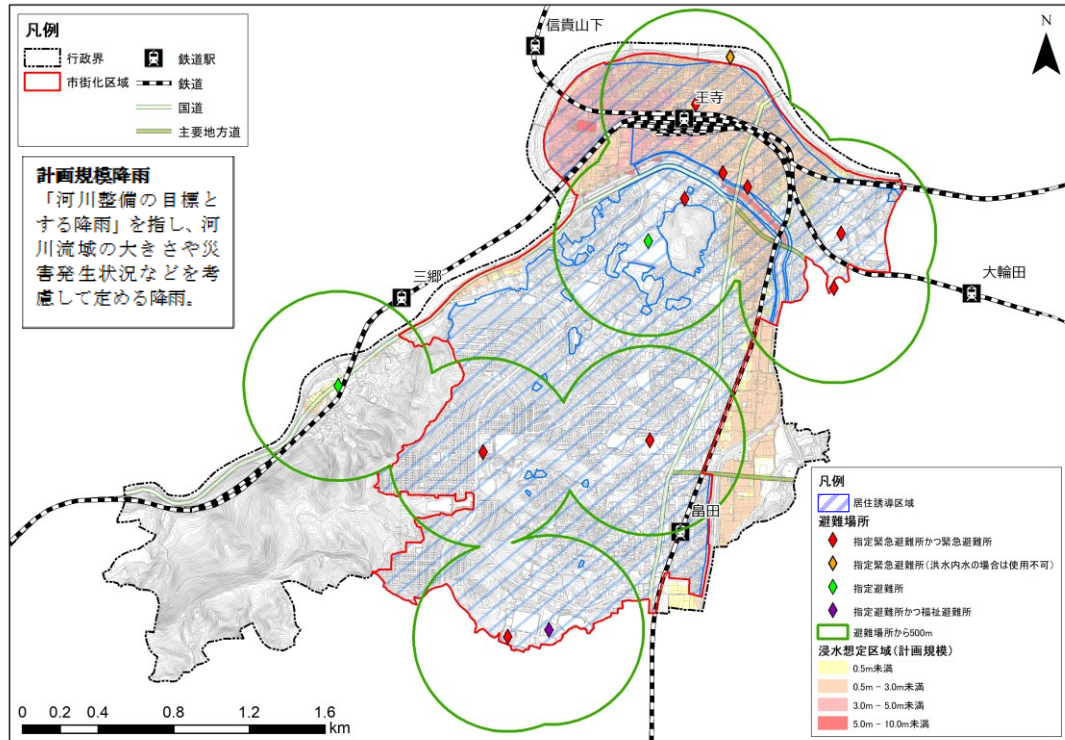 凡例
行政界
鉄道駅
市街化区域
鉄道
国道
主要地方道
計画規模降雨
「河川整備の目標と
する降雨」を指し、河
川流域の大きさや災
害発生状況などを考
慮して定める降雨。
信貴山下
王寺
三郷
大輪田
畠田
N
凡例
居住誘導区域
避難場所
指定緊急避難所かつ緊急避難所
指定緊急避難所(洪水内水の場合は使用不可)
指定避難所
指定避難所かつ福祉避難所
避難場所から500m
浸水想定区域(計画規模)
0.5m未満
0.5m - 3.0m未満
3.0m - 5.0m未満
5.0m - 10.0m未満
0 0.2 0.4 0.8 1.2 1.6
km